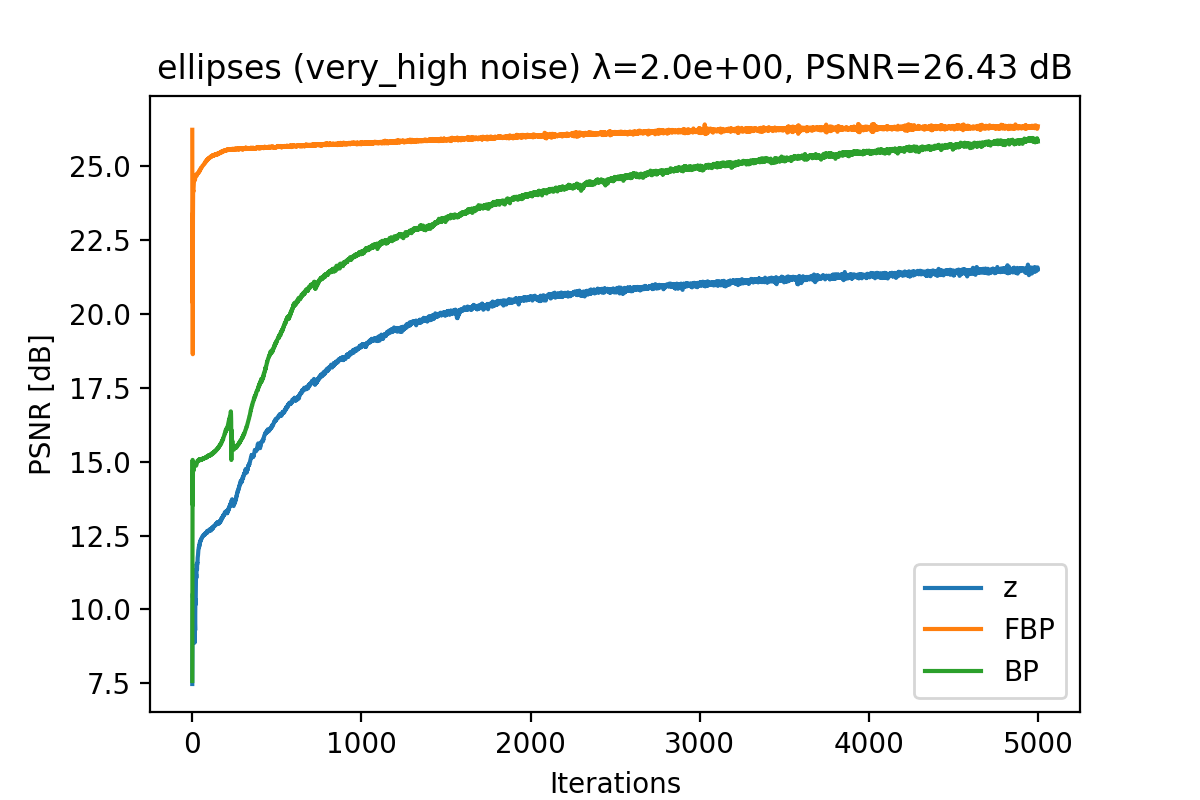 ellipses (very_high noise) λ=2.0e+00, PSNR=26.43 dB
PSNR [dB]
25.0
22.5
20.0
17.5
15.0
12.5
10.0
7.5
z
FBP
BP
0 1000 2000 3000 4000 5000
Iterations